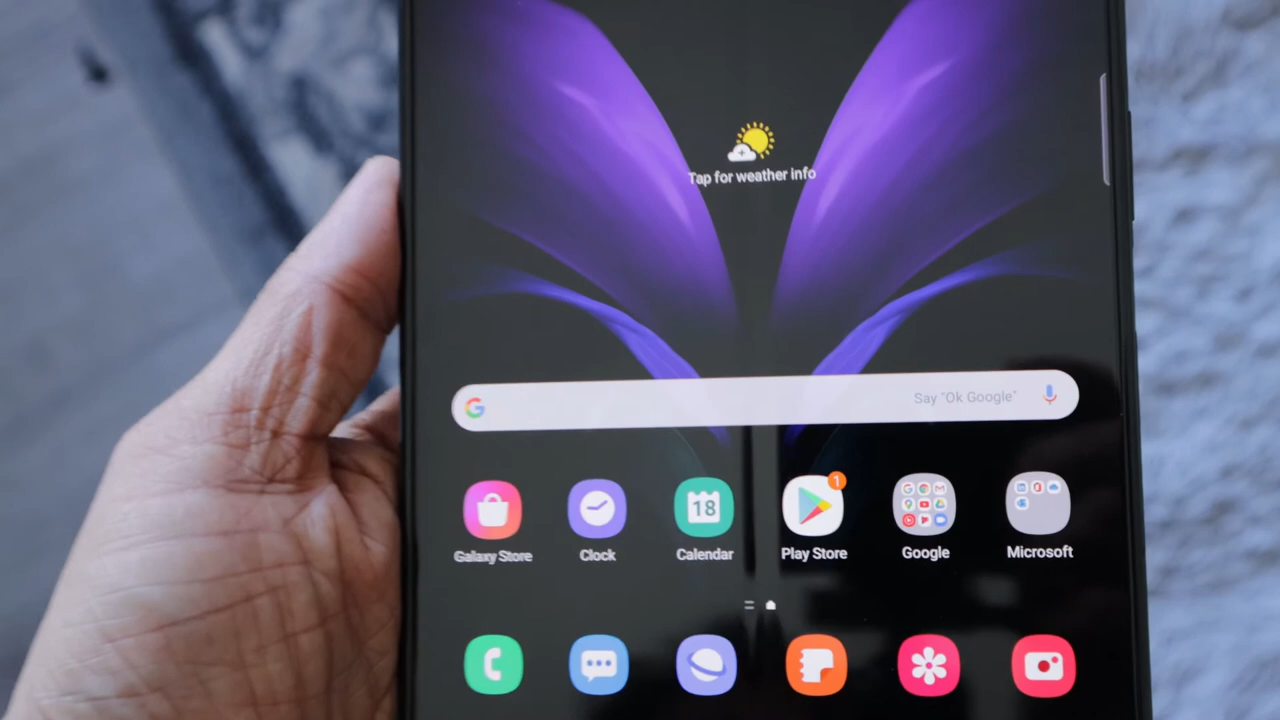 Tap for weather info
G Say "Ok Google"
18 1
Galaxy Store Clock Calendar Play Store Google Microsoft